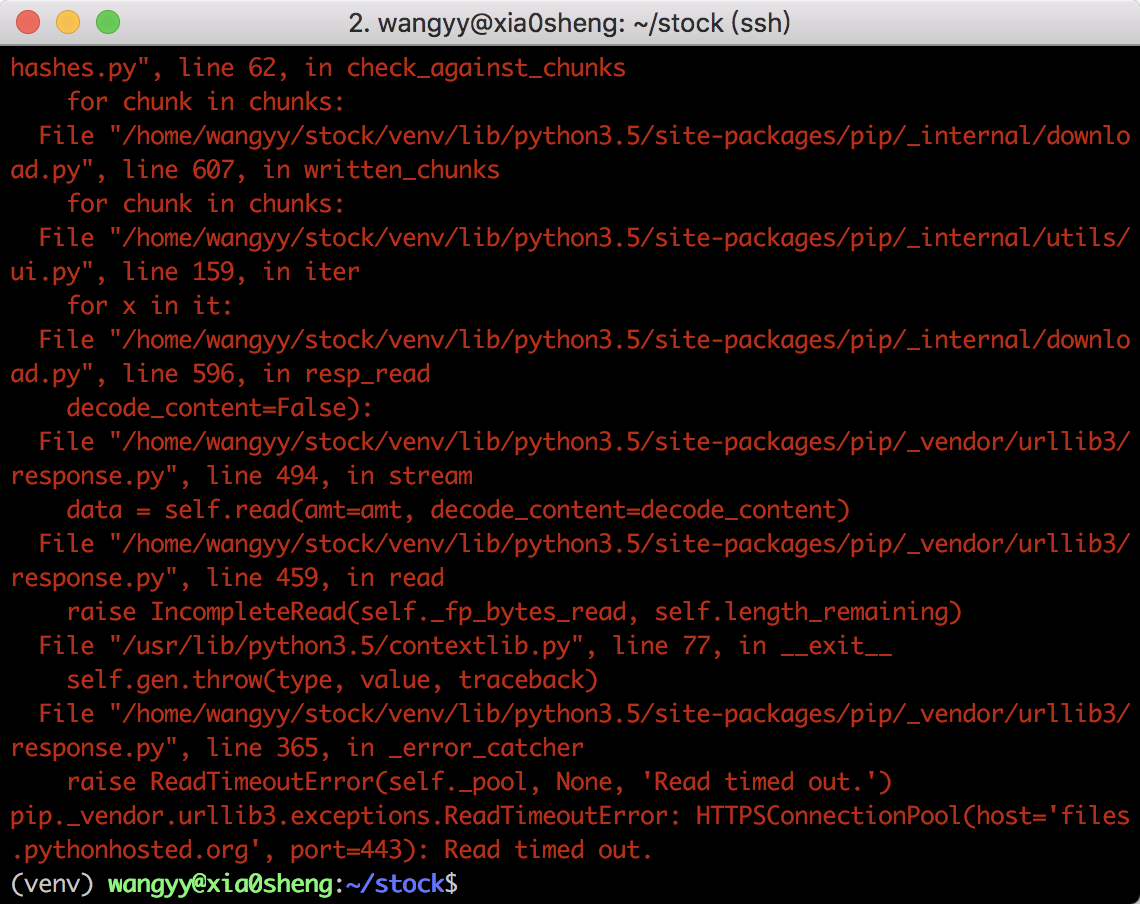 2. wangyy@xia0sheng: ~/stock (ssh)
hashes.py", line 62, in check_against_chunks
    for chunk in chunks:
  File "/home/wangyy/stock/venv/lib/python3.5/site-packages/pip/_internal/downlo
ad.py", line 607, in written_chunks
    for chunk in chunks:
  File "/home/wangyy/stock/venv/lib/python3.5/site-packages/pip/_internal/utils/
ui.py", line 159, in iter
    for x in it:
  File "/home/wangyy/stock/venv/lib/python3.5/site-packages/pip/_internal/downlo
ad.py", line 596, in resp_read
    decode_content=False):
  File "/home/wangyy/stock/venv/lib/python3.5/site-packages/pip/_vendor/urllib3/
response.py", line 494, in stream
    data = self.read(amt=amt, decode_content=decode_content)
  File "/home/wangyy/stock/venv/lib/python3.5/site-packages/pip/_vendor/urllib3/
response.py", line 459, in read
    raise IncompleteRead(self._fp_bytes_read, self.length_remaining)
  File "/usr/lib/python3.5/contextlib.py", line 77, in __exit__
    self.gen.throw(type, value, traceback)
  File "/home/wangyy/stock/venv/lib/python3.5/site-packages/pip/_vendor/urllib3/
response.py", line 365, in _error_catcher
    raise ReadTimeoutError(self._pool, None, 'Read timed out.')
pip._vendor.urllib3.exceptions.ReadTimeoutError: HTTPSConnectionPool(host='files
.pythonhosted.org', port=443): Read timed out.
(venv) wangyy@xia0sheng:~/stock$